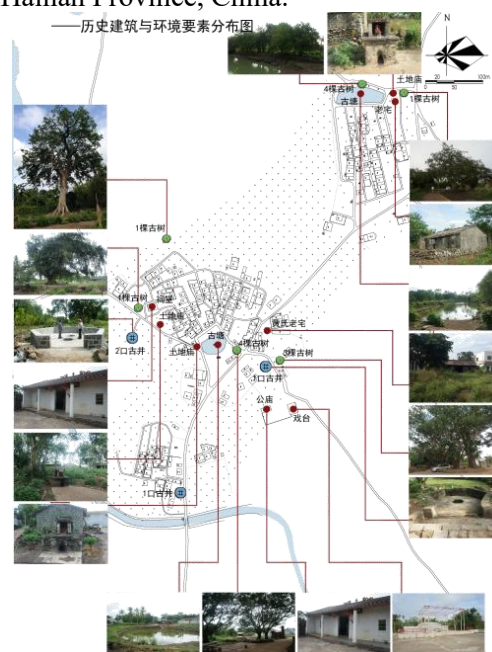 Hainan Province, China.
——历史建筑与环境要素分布图
N
0 20 50 100m
4棵古树
土地庙
古塘
老宅
1棵古树
1棵古树
4棵古树
祠堂
土地庙
2口古井
土地庙
古塘
4棵古树
黄氏老宅
3棵古树
1口古井
公庙
戏台
1口古井